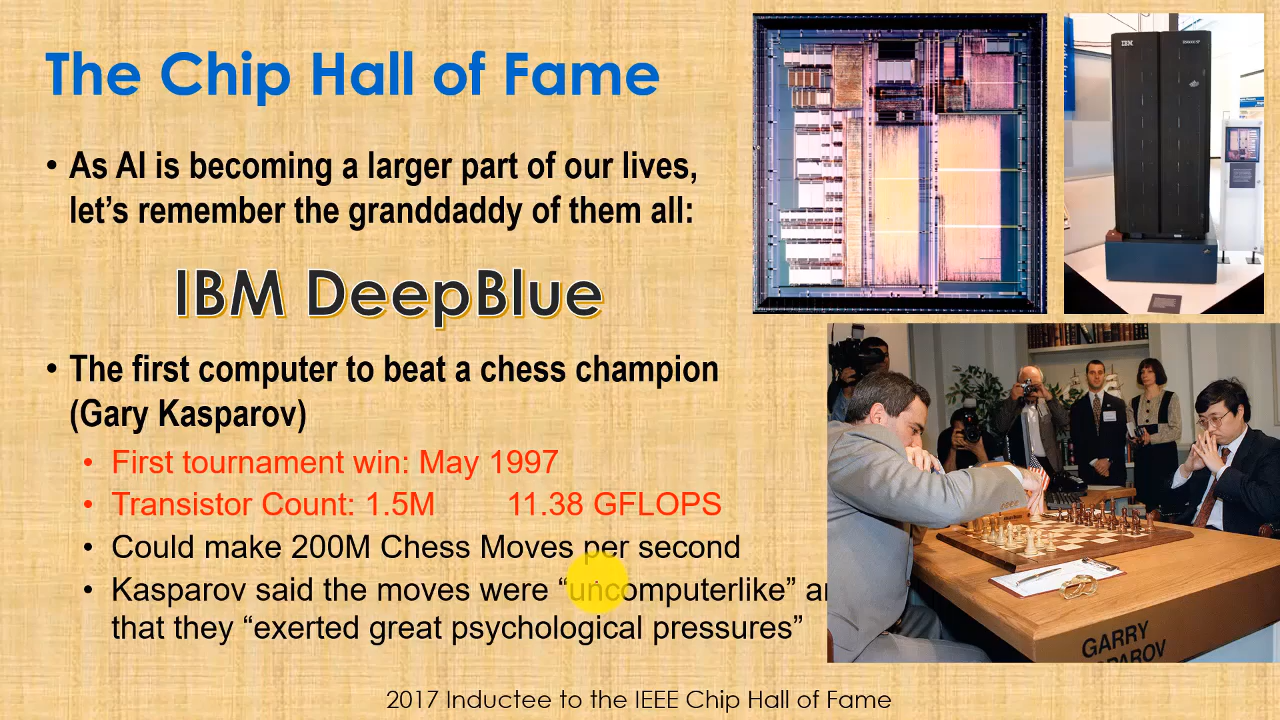 The Chip Hall of Fame
• As AI is becoming a larger part of our lives,
let’s remember the granddaddy of them all:
IBM DeepBlue
• The first computer to beat a chess champion
(Gary Kasparov)
• First tournament win: May 1997
• Transistor Count: 1.5M 11.38 GFLOPS
• Could make 200M Chess Moves per second
• Kasparov said the moves were “uncomputerlike”
that they “exerted great psychological pressures”
IBM
GARRY
2017 Inductee to the IEEE Chip Hall of Fame